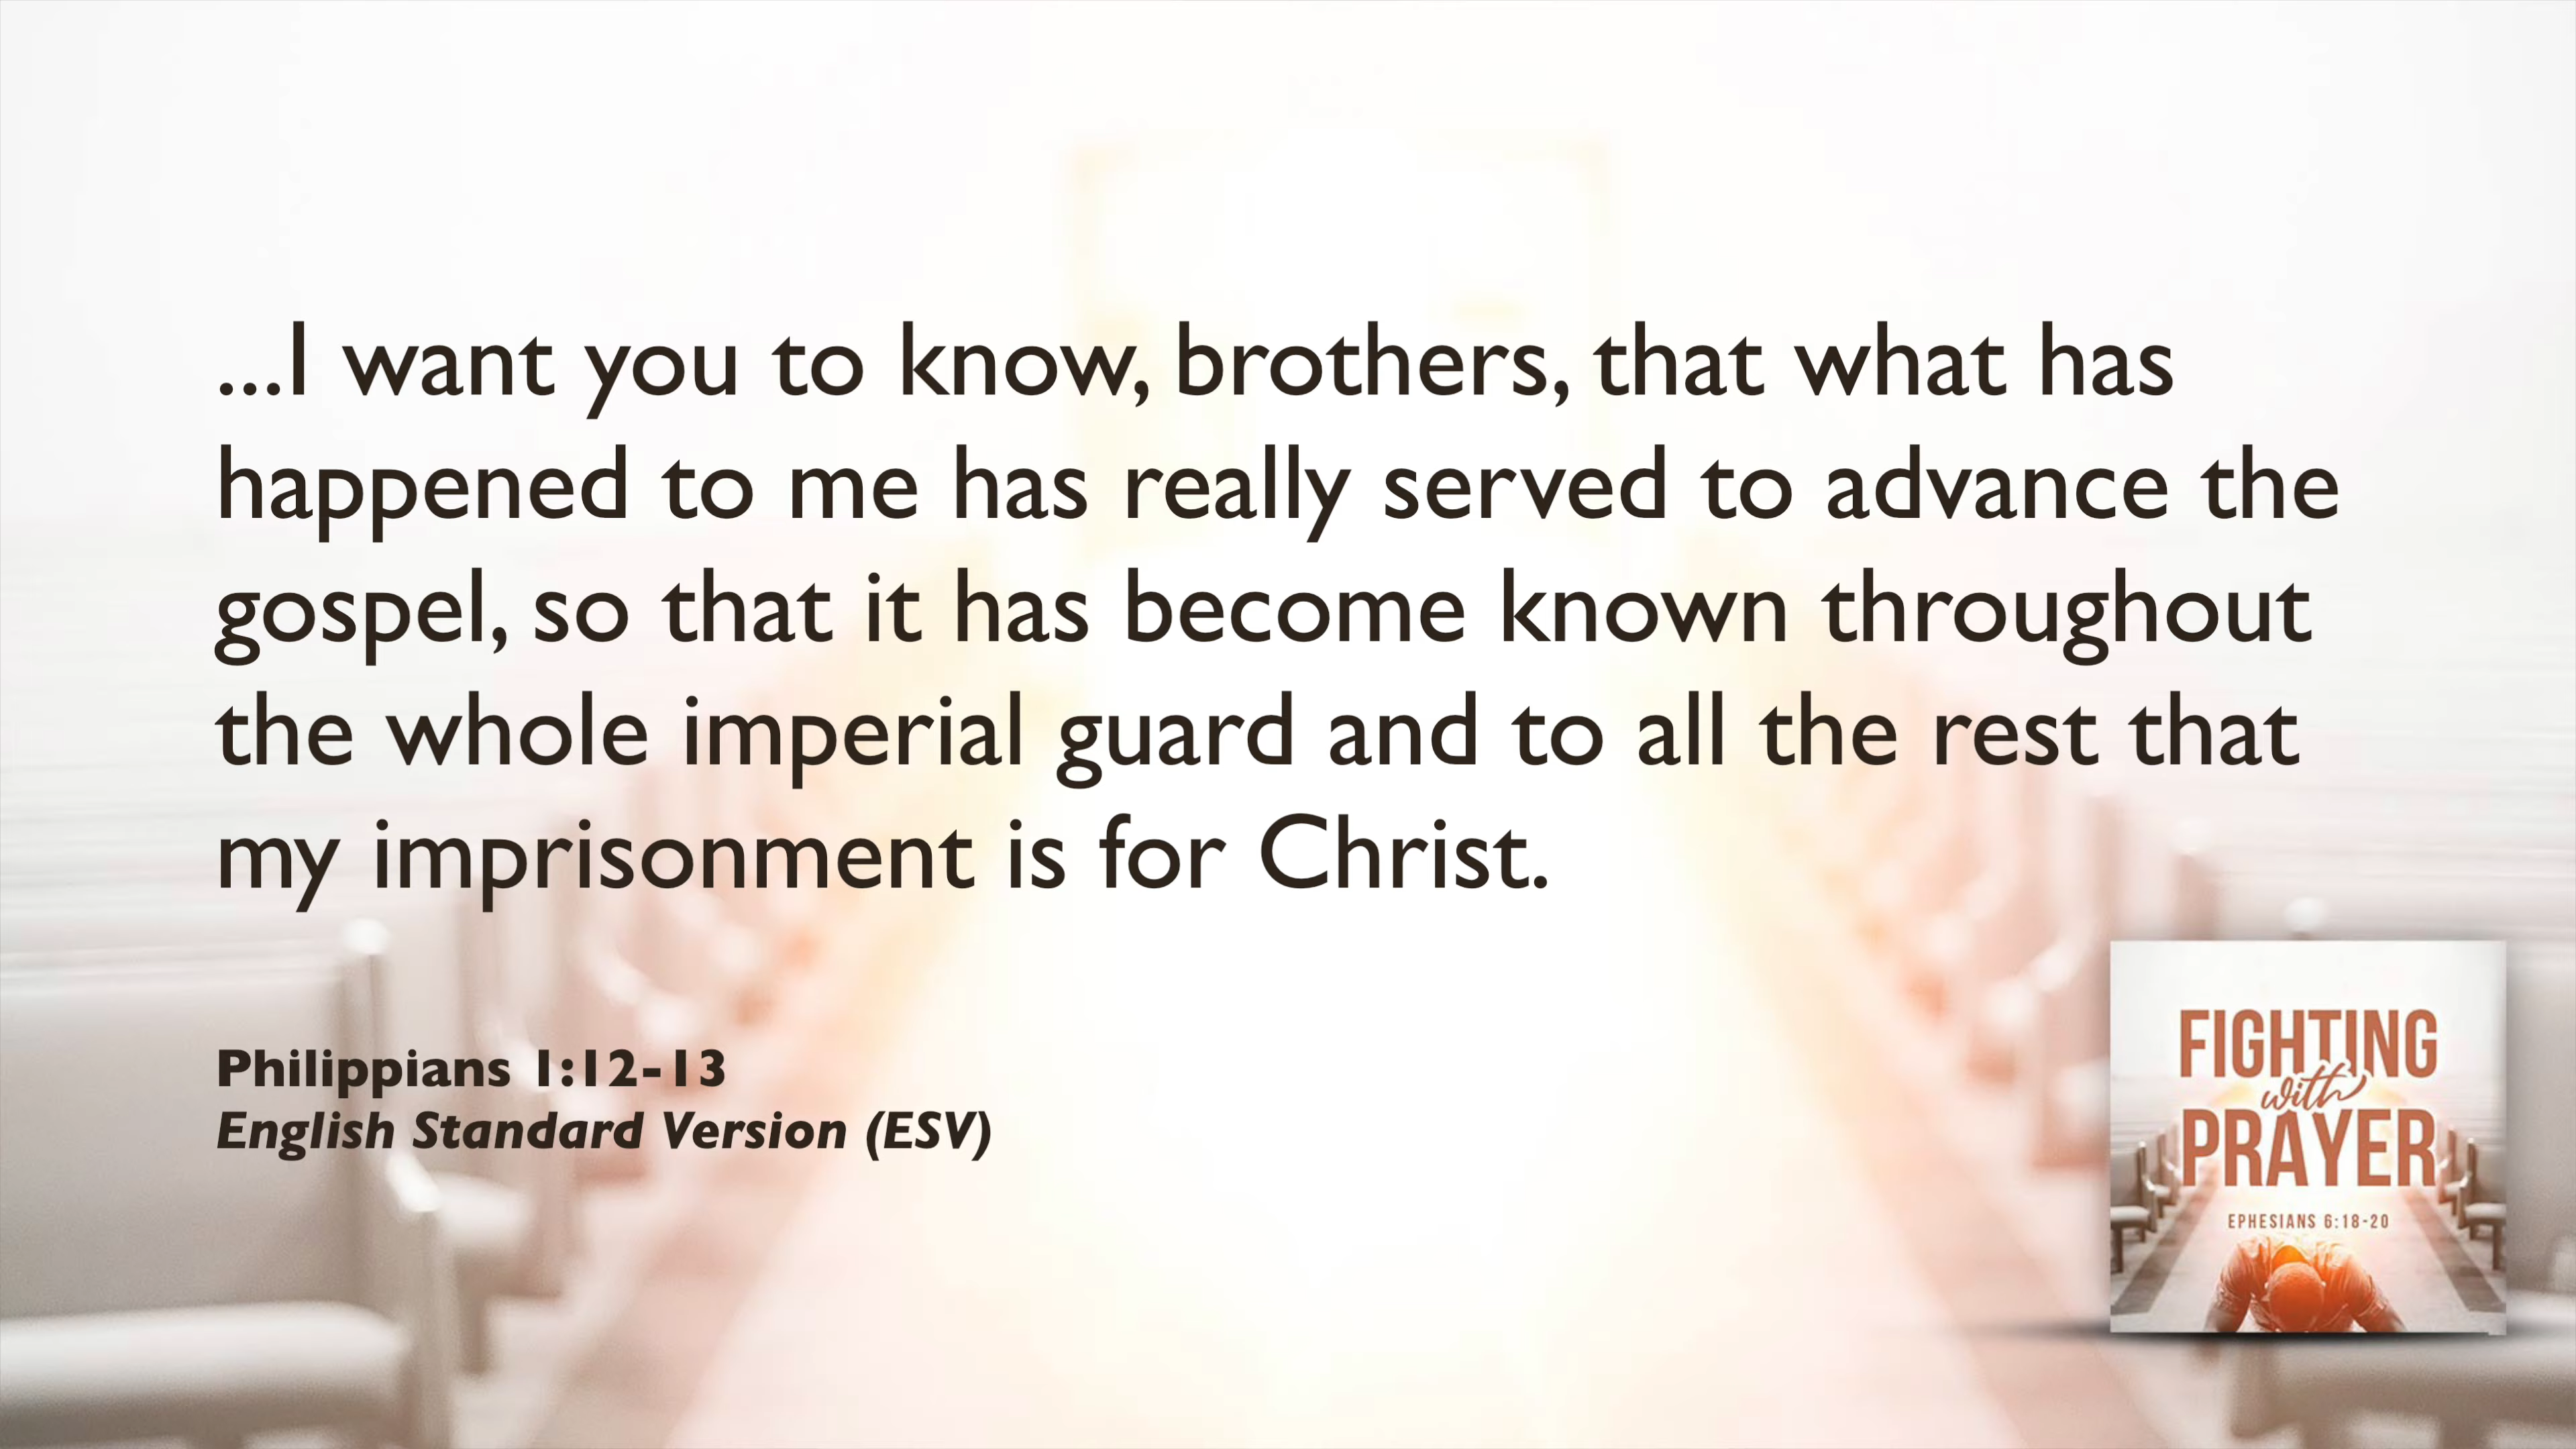 ...I want you to know, brothers, that what has
happened to me has really served to advance the
gospel, so that it has become known throughout
the whole imperial guard and to all the rest that
my imprisonment is for Christ.
Philippians 1:12-13
English Standard Version (ESV)
FIGHTING
with
PRAYER
EPHESIANS 6:18-20